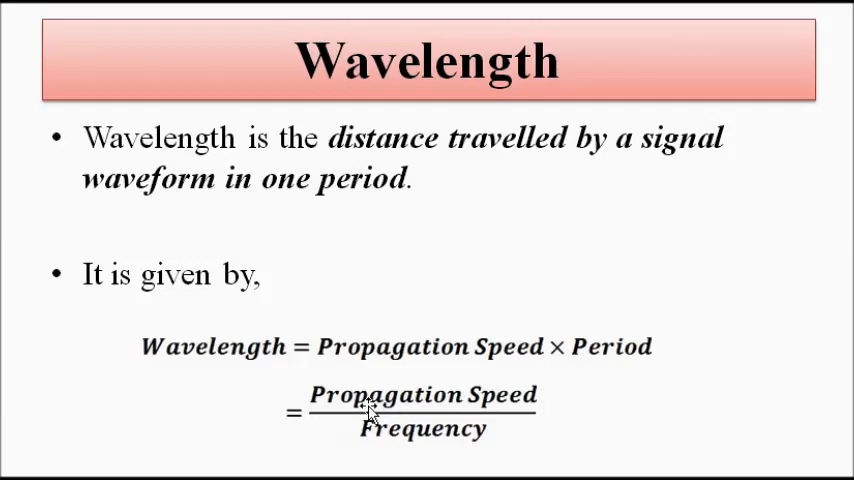 Wavelength
• Wavelength is the distance travelled by a signal
waveform in one period.
• It is given by,
Wavelength = Propagation Speed × Period
= Propagation Speed
Frequency